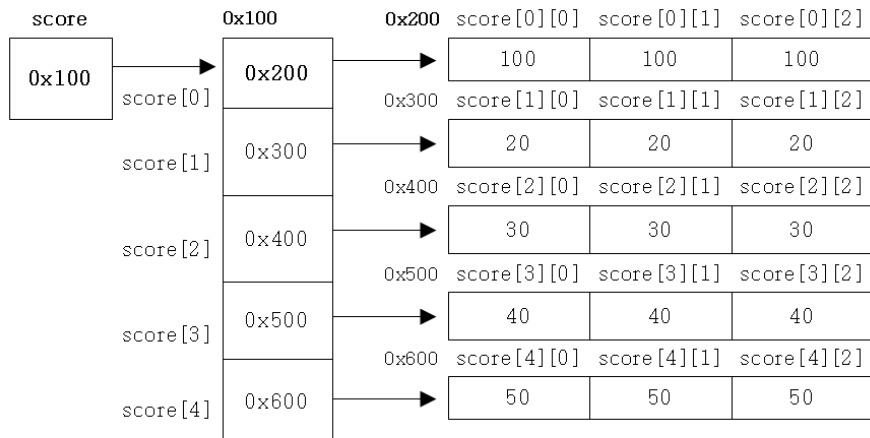 score 0x100 0x200 score[0][0] score[0][1] score[0][2]
0x100 0x200 100 100 100
score[0] 0x300 score[1][0] score[1][1] score[1][2]
score[1] 0x300 20 20 20
0x400 score[2][0] score[2][1] score[2][2]
score[2] 0x400 30 30 30
0x500 score[3][0] score[3][1] score[3][2]
score[3] 0x500 40 40 40
0x600 score[4][0] score[4][1] score[4][2]
score[4] 0x600 50 50 50